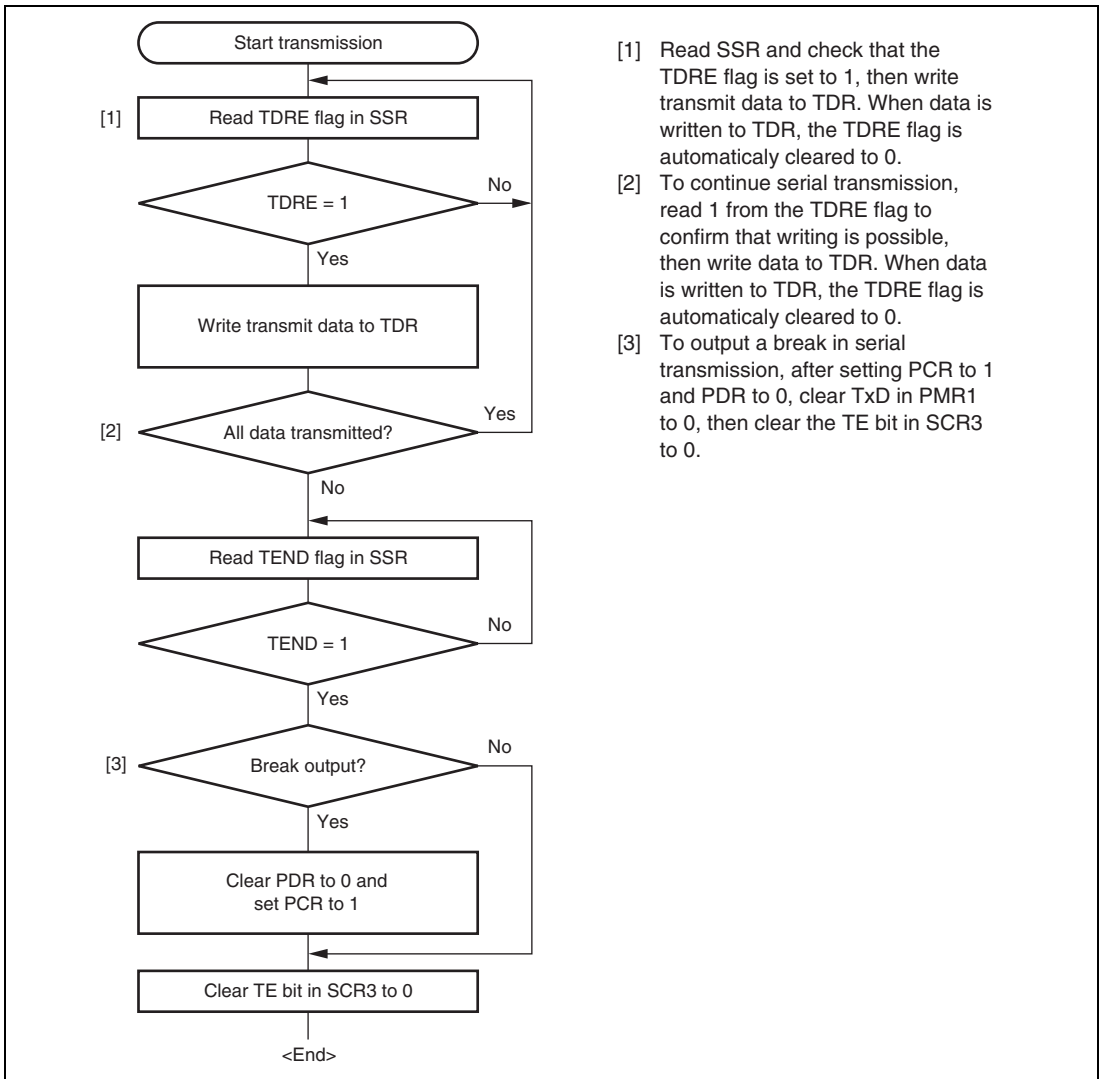 Start transmission
[1] Read TDRE flag in SSR
TDRE = 1
No
Yes
Write transmit data to TDR
[2] All data transmitted?
Yes
No
Read TEND flag in SSR
TEND = 1
No
Yes
[3] Break output?
No
Yes
Clear PDR to 0 and
set PCR to 1
Clear TE bit in SCR3 to 0
<End>
[1] Read SSR and check that the
TDRE flag is set to 1, then write
transmit data to TDR. When data is
written to TDR, the TDRE flag is
automaticaly cleared to 0.
[2] To continue serial transmission,
read 1 from the TDRE flag to
confirm that writing is possible,
then write data to TDR. When data
is written to TDR, the TDRE flag is
automaticaly cleared to 0.
[3] To output a break in serial
transmission, after setting PCR to 1
and PDR to 0, clear TxD in PMR1
to 0, then clear the TE bit in SCR3
to 0.